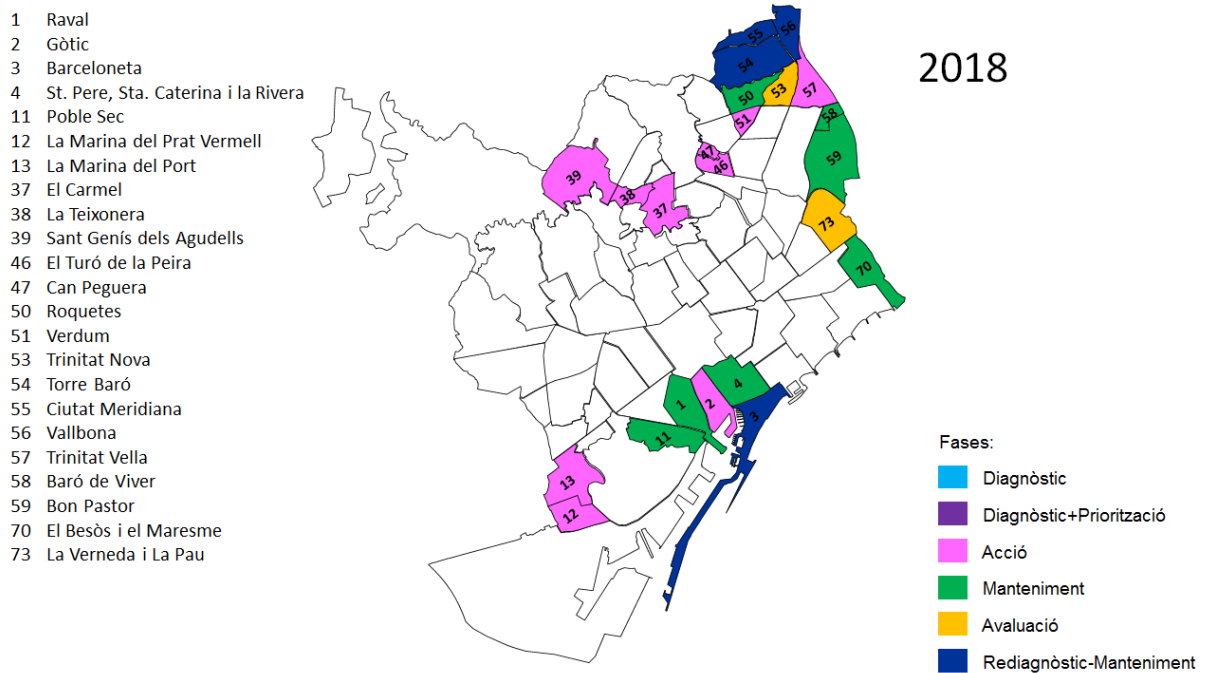 1 Raval
2 Gòtic
3 Barceloneta
4 St. Pere, Sta. Caterina i la Rivera
11 Poble Sec
12 La Marina del Prat Vermell
13 La Marina del Port
37 El Carmel
38 La Teixonera
39 Sant Genís dels Agudells
46 El Turó de la Peira
47 Can Peguera
50 Roquetes
51 Verdum
53 Trinitat Nova
54 Torre Baró
55 Ciutat Meridiana
56 Vallbona
57 Trinitat Vella
58 Baró de Viver
59 Bon Pastor
70 El Besòs i el Maresme
73 La Verneda i La Pau
2018
55
56
54
50
53
57
51
58
47
46
59
39
38
37
73
70
4
1
2
3
11
13
12
Fases:
Diagnòstic
Diagnòstic+Priorització
Acció
Manteniment
Avaluació
Rediagnòstic-Manteniment